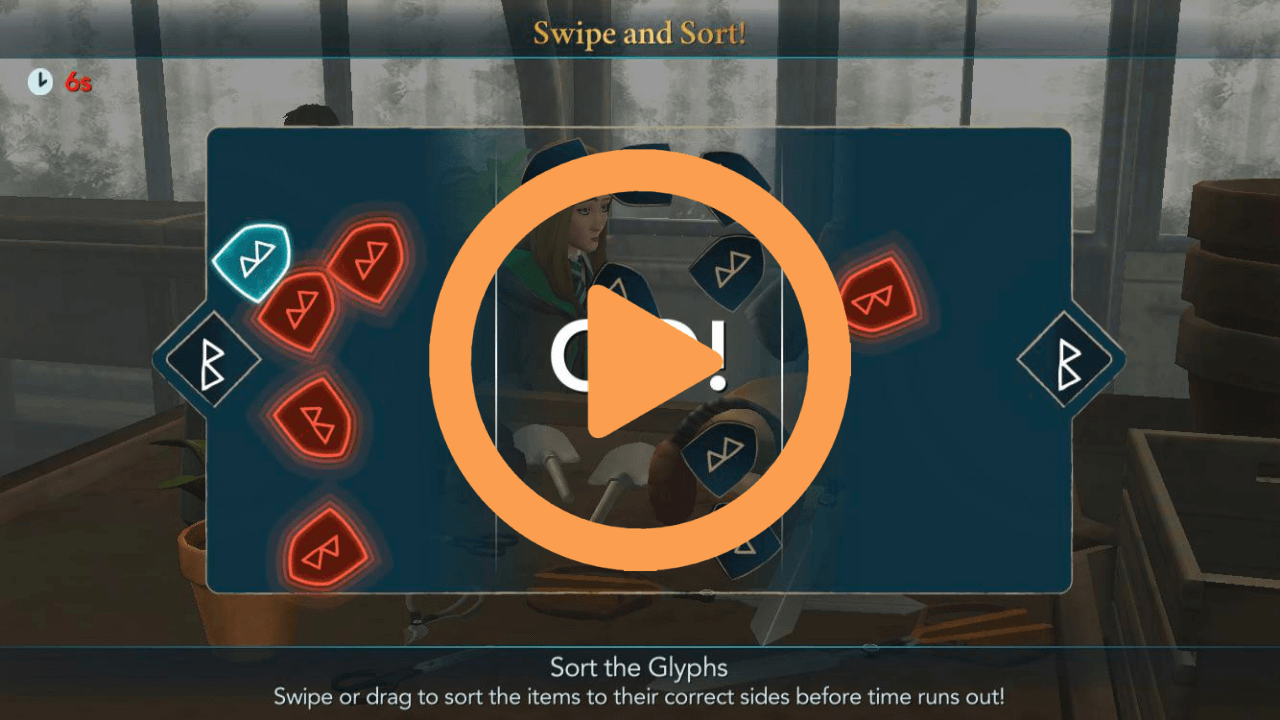 Swipe and Sort!
6s
Sort the Glyphs
Swipe or drag to sort the items to their correct sides before time runs out!